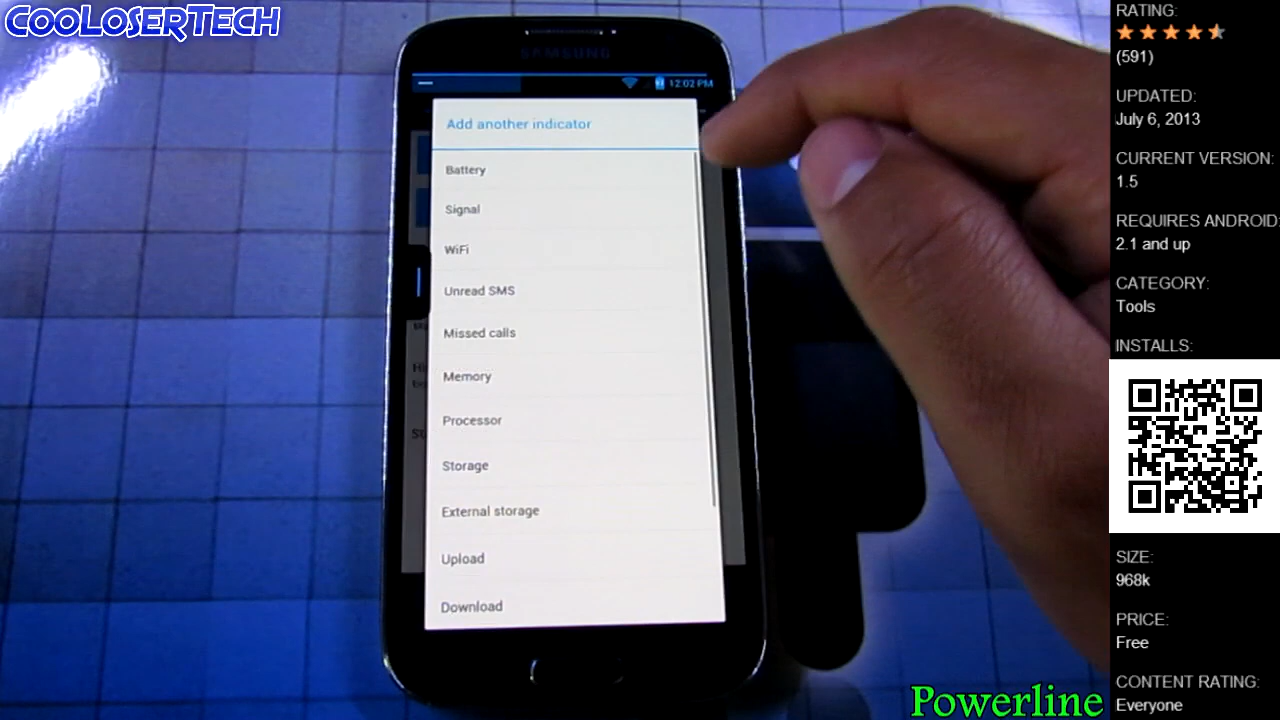 COOLOSERTECH
SAMSUNG
12:02 PM
Add another indicator
Battery
Signal
WiFi
Unread SMS
Missed calls
Memory
Processor
Storage
External storage
Upload
Download
RATING:
(591)
UPDATED:
July 6, 2013
CURRENT VERSION:
1.5
REQUIRES ANDROID:
2.1 and up
CATEGORY:
Tools
INSTALLS:
SIZE:
968k
PRICE:
Free
CONTENT RATING:
Everyone
Powerline